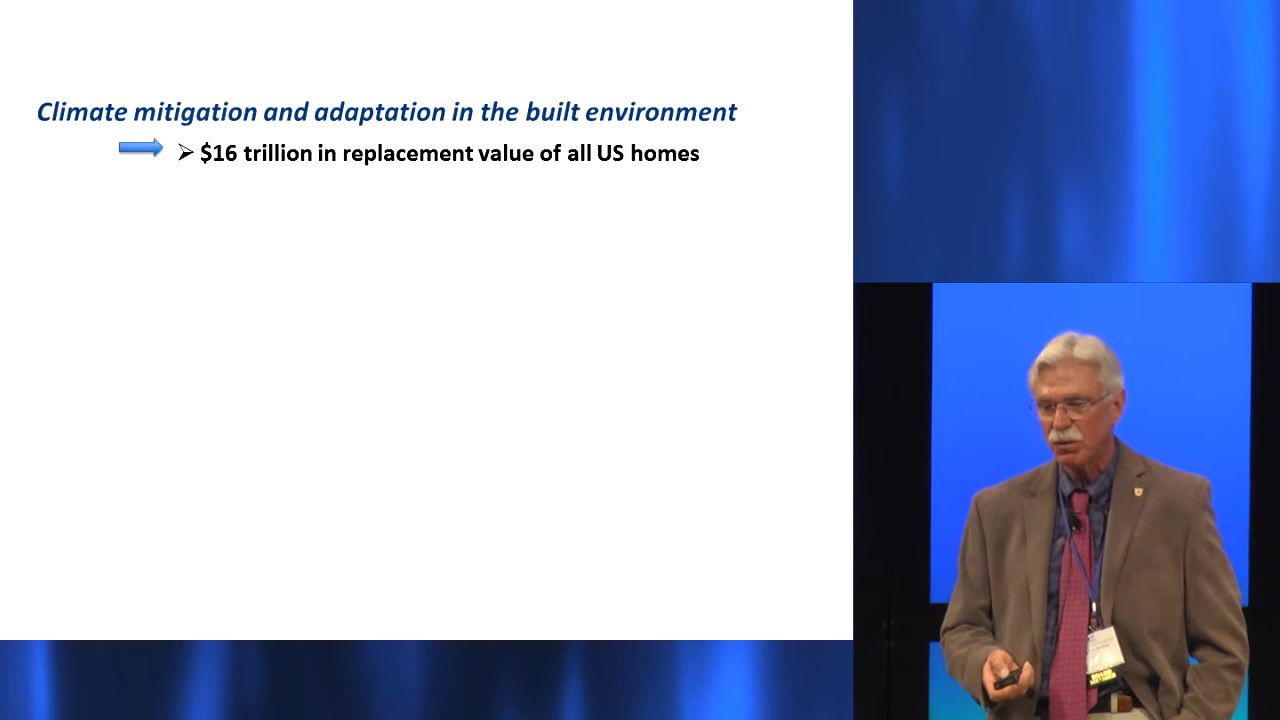 Climate mitigation and adaptation in the built environment
➢ $16 trillion in replacement value of all US homes